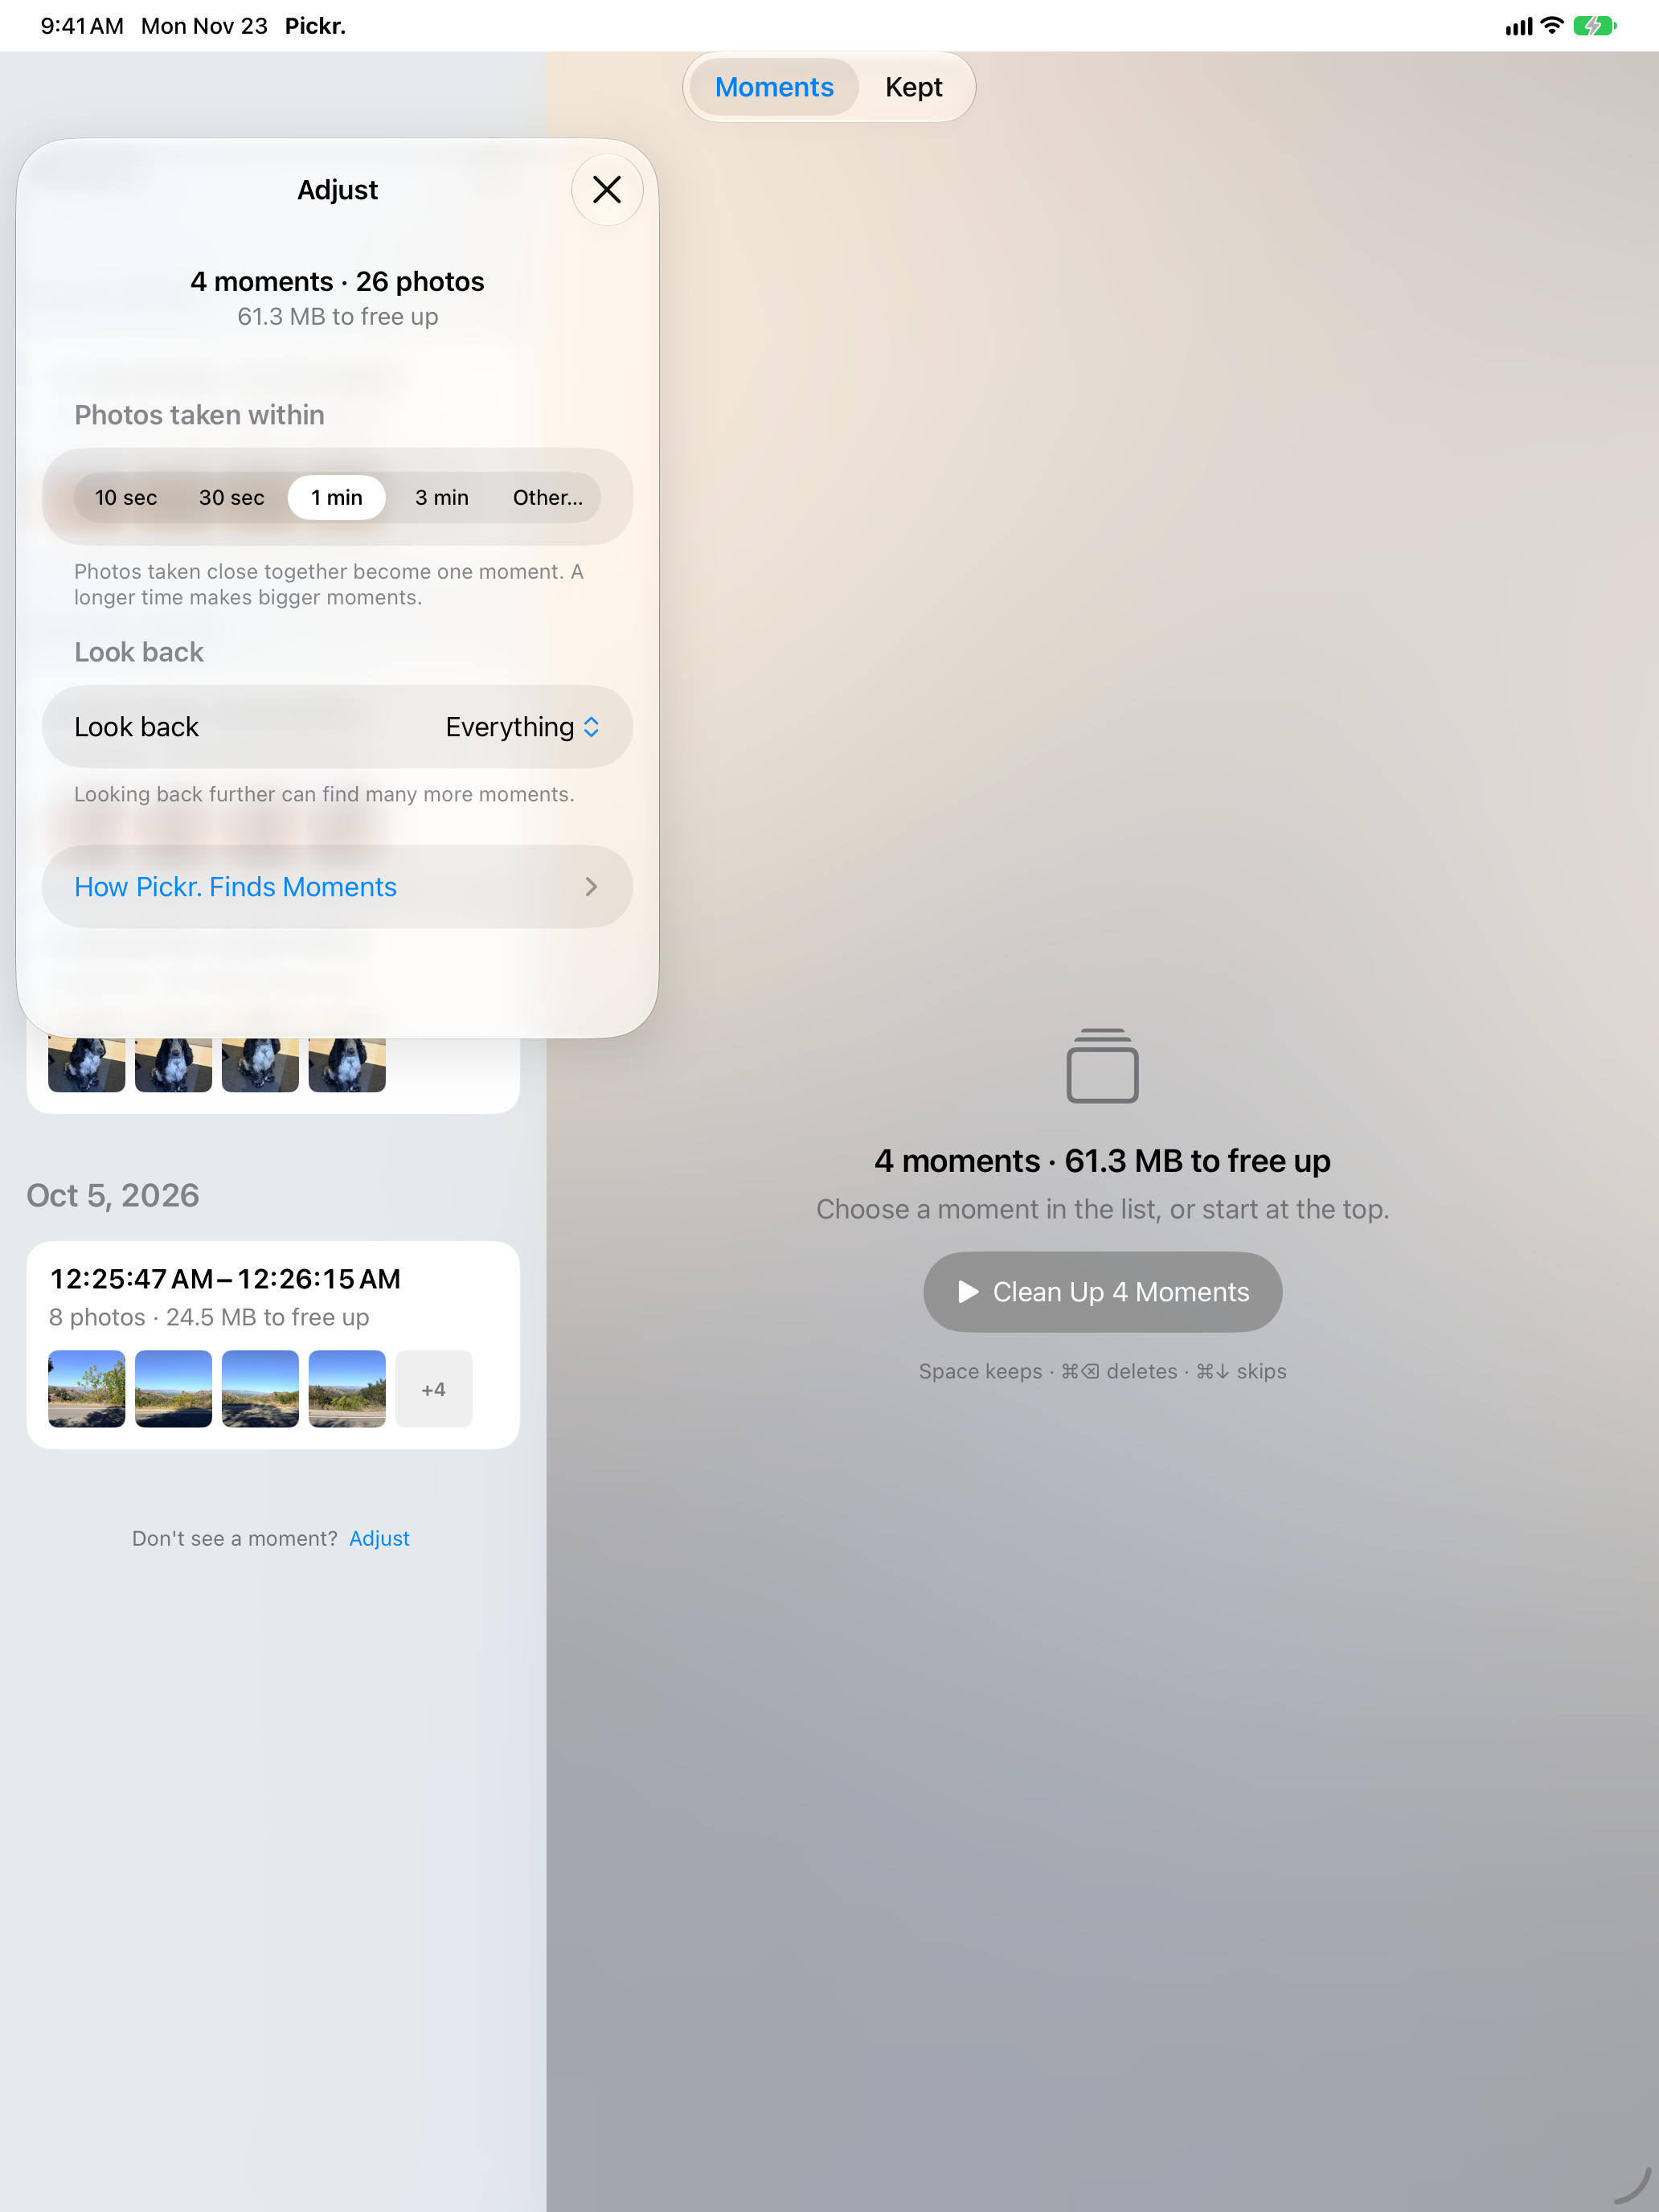 9:41 AM Mon Nov 23 Pickr.
Moments Kept
Adjust
4 moments · 26 photos
61.3 MB to free up
Photos taken within
10 sec 30 sec 1 min 3 min Other...
Photos taken close together become one moment. A
longer time makes bigger moments.
Look back
Look back Everything
Looking back further can find many more moments.
How Pickr. Finds Moments
Oct 5, 2026
12:25:47 AM – 12:26:15 AM
8 photos · 24.5 MB to free up
+4
Don't see a moment? Adjust
4 moments · 61.3 MB to free up
Choose a moment in the list, or start at the top.
Clean Up 4 Moments
Space keeps · ⌘⌫ deletes · ⌘↓ skips